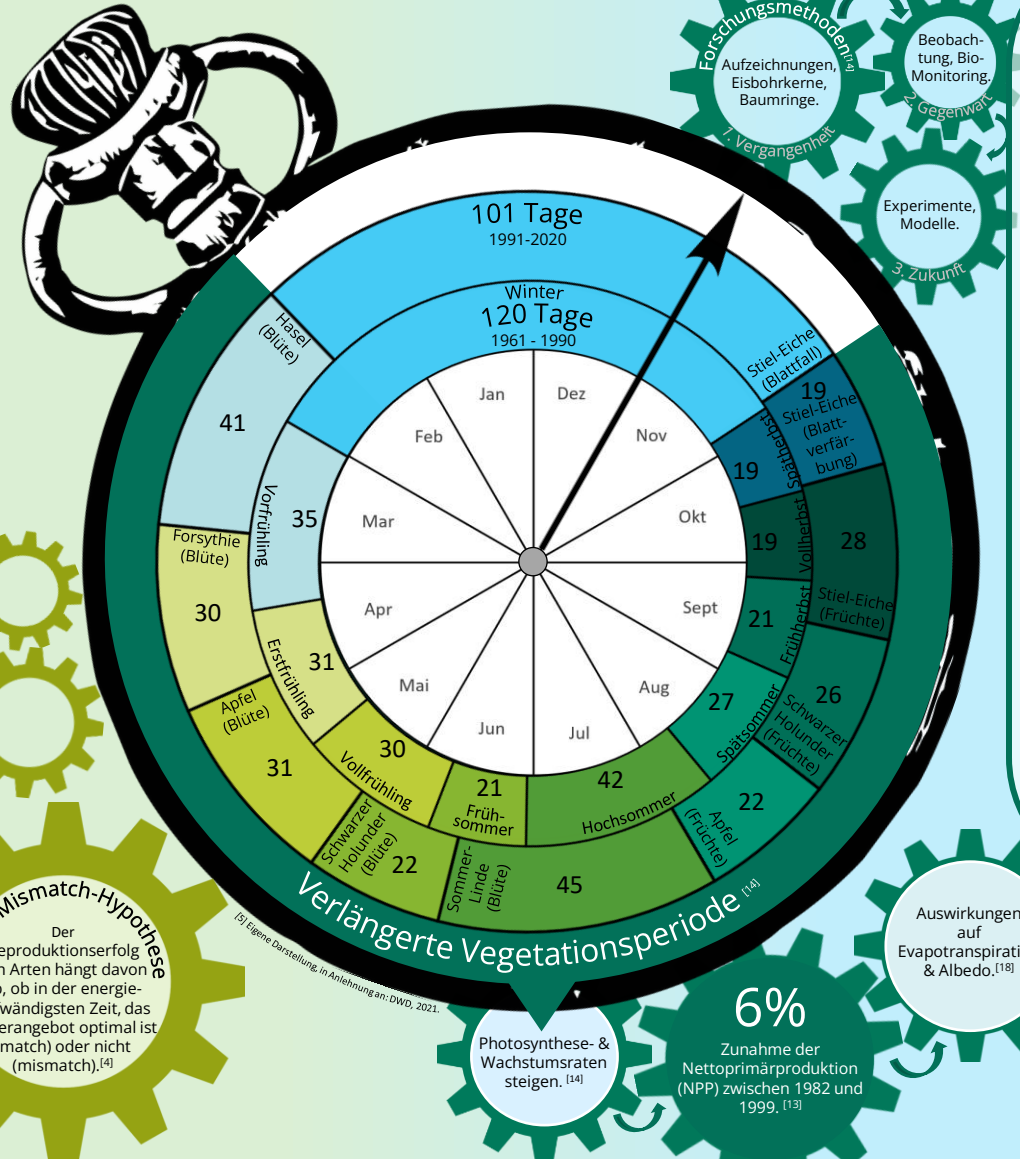 Forschungsmethoden[14]
Aufzeichnungen,
Eisbohrkerne,
Baumringe.
1. Vergangenheit
Beobach-
tung, Bio-
Monitoring.
2. Gegenwart
Experimente,
Modelle.
3. Zukunft
101 Tage
1991-2020
Winter
120 Tage
1961 - 1990
Jan
Dez
Feb
Nov
Mar
Okt
Apr
Sept
Mai
Aug
Jun
Jul
Stiel-Eiche
(Blattfall)
19
Stiel-Eiche
(Blatt-
verfär-
bung)
19
Spätherbst
28
Stiel-Eiche
(Früchte)
19
Vollherbst
26
Schwarzer
Holunder
(Früchte)
21
Frühherbst
22
Apfel
(Früchte)
27
Spätsommer
45
Sommer-
Linde
(Blüte)
42
Hochsommer
22
Schwarzer
Holunder
(Blüte)
21
Früh-
sommer
31
Apfel
(Blüte)
30
Vollfrühling
30
Forsythie
(Blüte)
31
Erstfrühling
41
Hasel
(Blüte)
35
Vorfrühling
Verlängerte Vegetationsperiode [14]
[5] Eigene Darstellung, in Anlehnung an: DWD, 2021.
Mismatch-Hypothese
Der
eproduktionserfolg
n Arten hängt davon
, ob in der energie-
fwändigsten Zeit, das
erangebot optimal ist
match) oder nicht
(mismatch).[4]
Photosynthese- &
Wachstumsraten
steigen. [14]
6%
Zunahme der
Nettoprimärproduktion
(NPP) zwischen 1982 und
1999. [13]
Auswirkungen
auf
Evapotranspirati
& Albedo.[18]